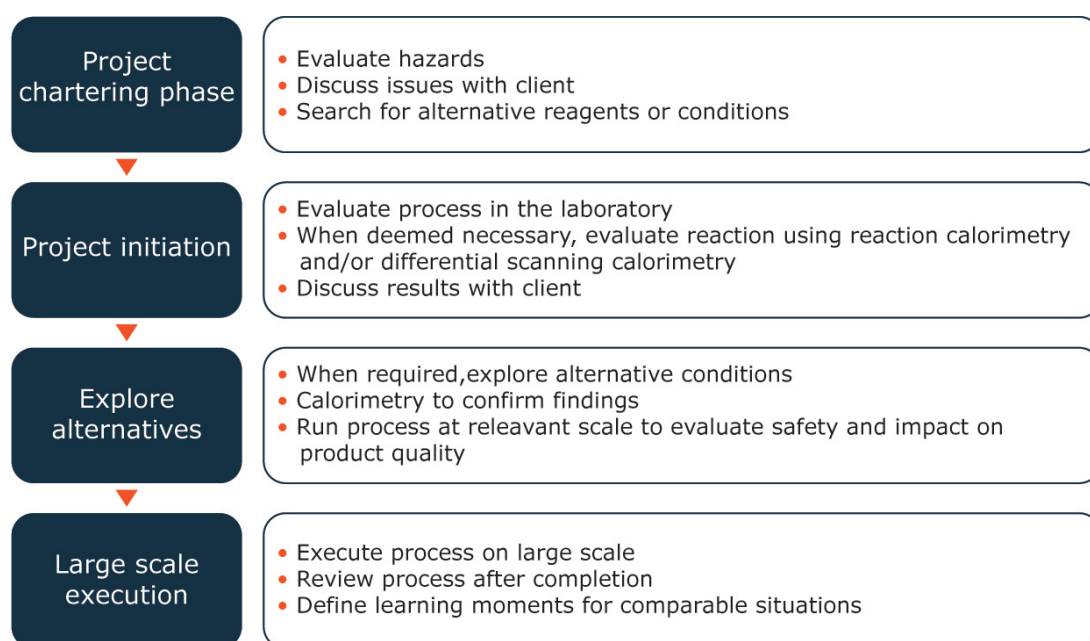 Project
chartering phase
• Evaluate hazards
• Discuss issues with client
• Search for alternative reagents or conditions
Project initiation
• Evaluate process in the laboratory
• When deemed necessary, evaluate reaction using reaction calorimetry
and/or differential scanning calorimetry
• Discuss results with client
Explore
alternatives
• When required,explore alternative conditions
• Calorimetry to confirm findings
• Run process at releavant scale to evaluate safety and impact on
product quality
Large scale
execution
• Execute process on large scale
• Review process after completion
• Define learning moments for comparable situations